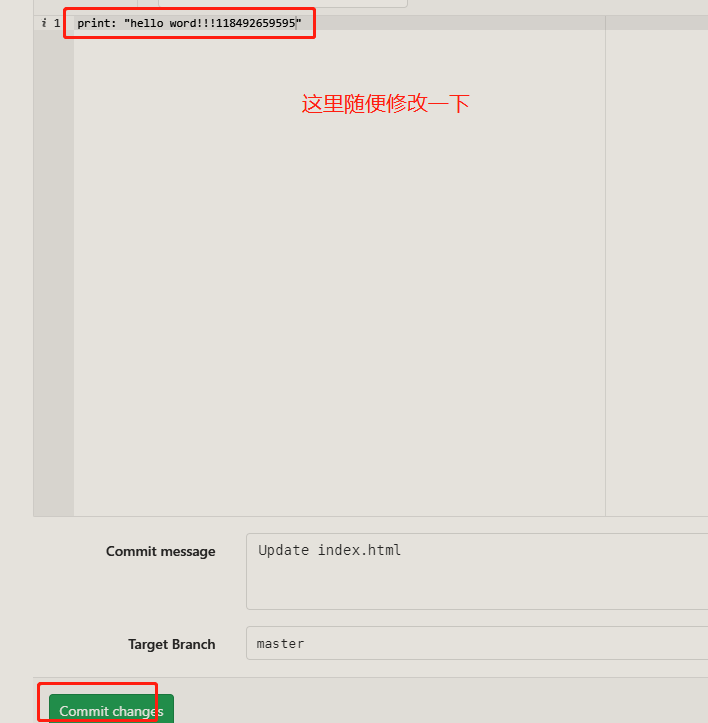 i 1 print: "hello word!!!118492659595"
这里随便修改一下
Commit message Update index.html
Target Branch master
Commit changes